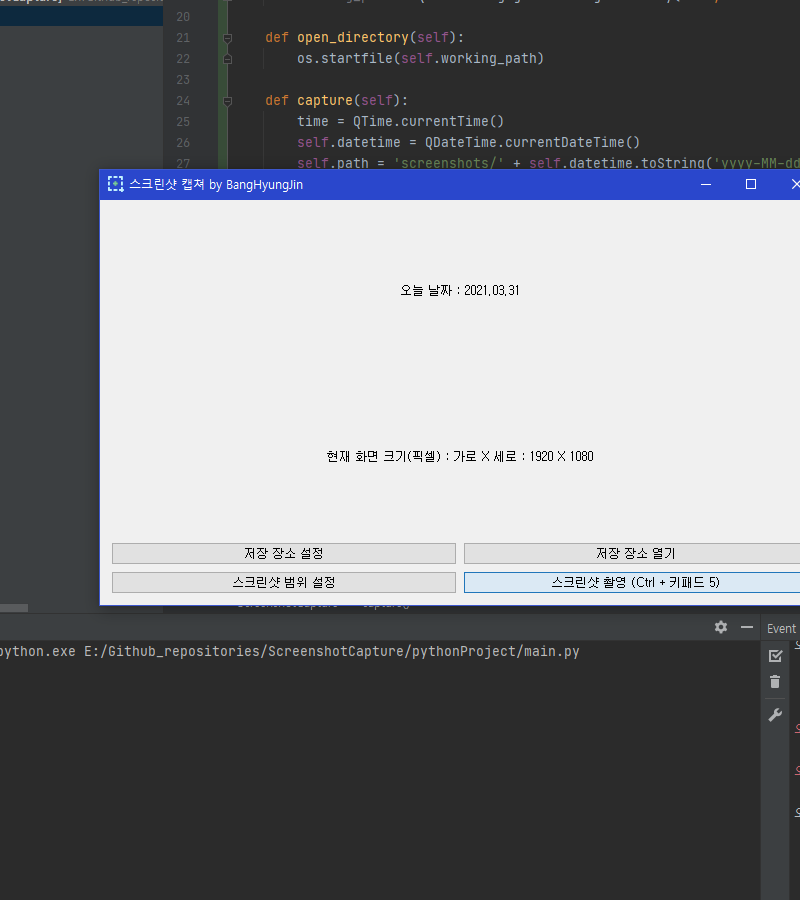 20
21 def open_directory(self):
22 os.startfile(self.working_path)
23
24 def capture(self):
25 time = QTime.currentTime()
26 self.datetime = QDateTime.currentDateTime()
27 self.path = 'screenshots/' + self.datetime.toString('yyyy-MM-dd
스크린샷 캡쳐 by BangHyungJin
오늘 날짜 : 2021.03.31
현재 화면 크기(픽셀) : 가로 X 세로 : 1920 X 1080
저장 장소 설정 저장 장소 열기
스크린샷 범위 설정 스크린샷 촬영 (Ctrl + 키패드 5)
Event
python.exe E:/Github_repositories/ScreenshotCapture/pythonProject/main.py